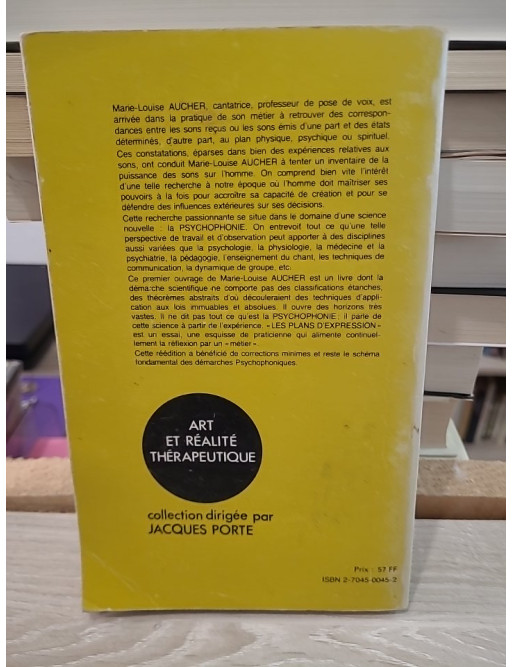 Marie-Louise AUCHER, cantatrice, professeur de pose de voix, est
arrivée dans la pratique de son métier à retrouver des correspon-
dances entre les sons reçus ou les sons émis d'une part et des états
déterminés, d'autre part, au plan physique, psychique ou spirituel.
Ces constatations, éparses dans bien des expériences relatives aux
sons, ont conduit Marie-Louise AUCHER à tenter un inventaire de la
puissance des sons sur l'homme. On comprend bien vite l'intérêt
d'une telle recherche à notre époque où l'homme doit maîtriser ses
pouvoirs à la fois pour accroître sa capacité de création et pour se
défendre des influences extérieures sur ses décisions.
Cette recherche passionnante se situe dans le domaine d'une science
nouvelle : la PSYCHOPHONIE. On entrevoit tout ce qu'une telle
perspective de travail et d'observation peut apporter à des disciplines
aussi variées que la psychologie, la physiologie, la médecine et la
psychiatrie, la pédagogie, l'enseignement du chant, les techniques de
communication, la dynamique de groupe, etc.
Ce premier ouvrage de Marie-Louise AUCHER est un livre dont la
démarche scientifique ne comporte pas des classifications étanches,
des théorèmes abstraits d'où découleraient des techniques d'appli-
cation aux lois immuables et absolues. Il ouvre des horizons très
vastes. Il ne dit pas tout ce qu'est la PSYCHOPHONIE ; il parle de
cette science à partir de l'expérience. « LES PLANS D'EXPRESSION »
est un essai, une esquisse de praticienne qui alimente continuel-
lement la réflexion par un « métier ».
Cette réédition a bénéficié de corrections minimes et reste le schéma
fondamental des démarches Psychophoniques.
ART
ET RÉALITÉ
THÉRAPEUTIQUE
collection dirigée par
JACQUES PORTE
Prix : 57 FF
ISBN 2-7045-0045-2